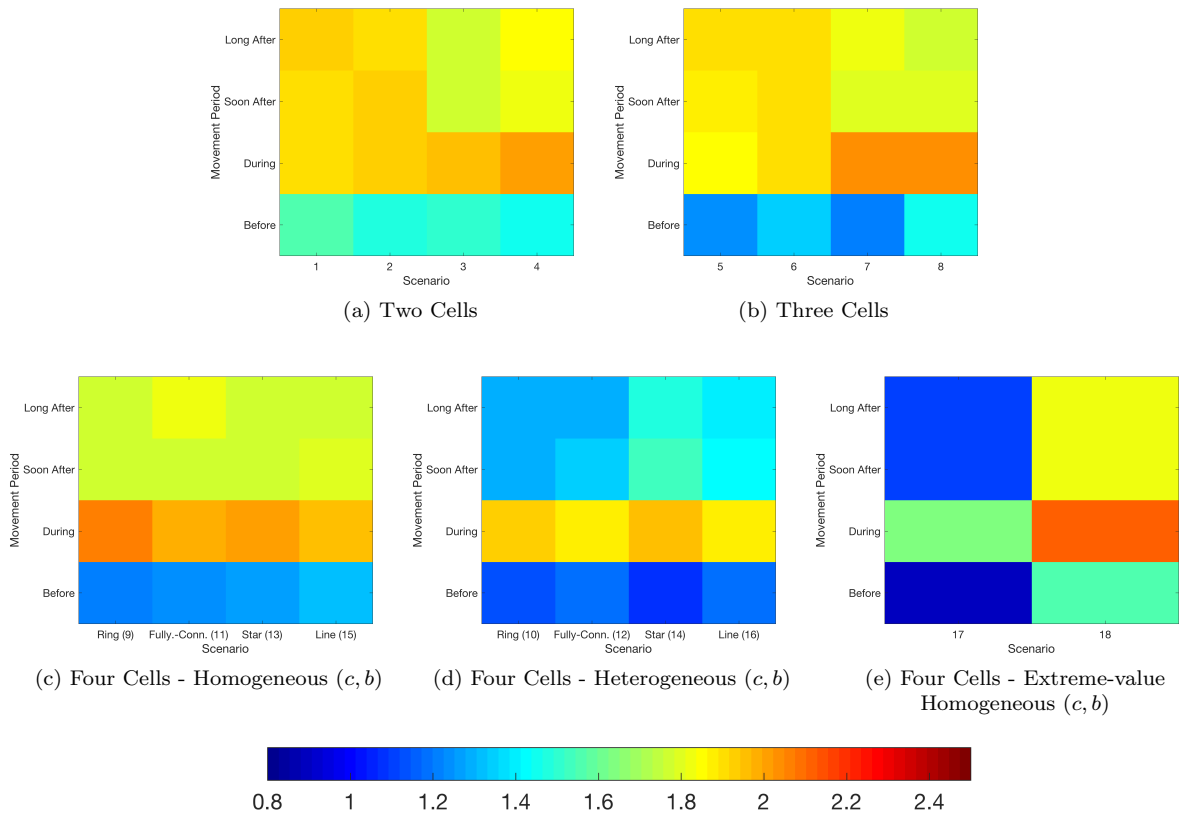 Movement Period
Long After
Soon After
During
Before
1 2 3 4
Scenario
(a) Two Cells
Movement Period
Long After
Soon After
During
Before
5 6 7 8
Scenario
(b) Three Cells
Movement Period
Long After
Soon After
During
Before
Ring (9) Fully.-Conn. (11) Star (13) Line (15)
Scenario
(c) Four Cells - Homogeneous (c, b)
Movement Period
Long After
Soon After
During
Before
Ring (10) Fully-Conn. (12) Star (14) Line (16)
Scenario
(d) Four Cells - Heterogeneous (c, b)
Movement Period
Long After
Soon After
During
Before
17 18
Scenario
(e) Four Cells - Extreme-value
Homogeneous (c, b)
0.8 1 1.2 1.4 1.6 1.8 2 2.2 2.4